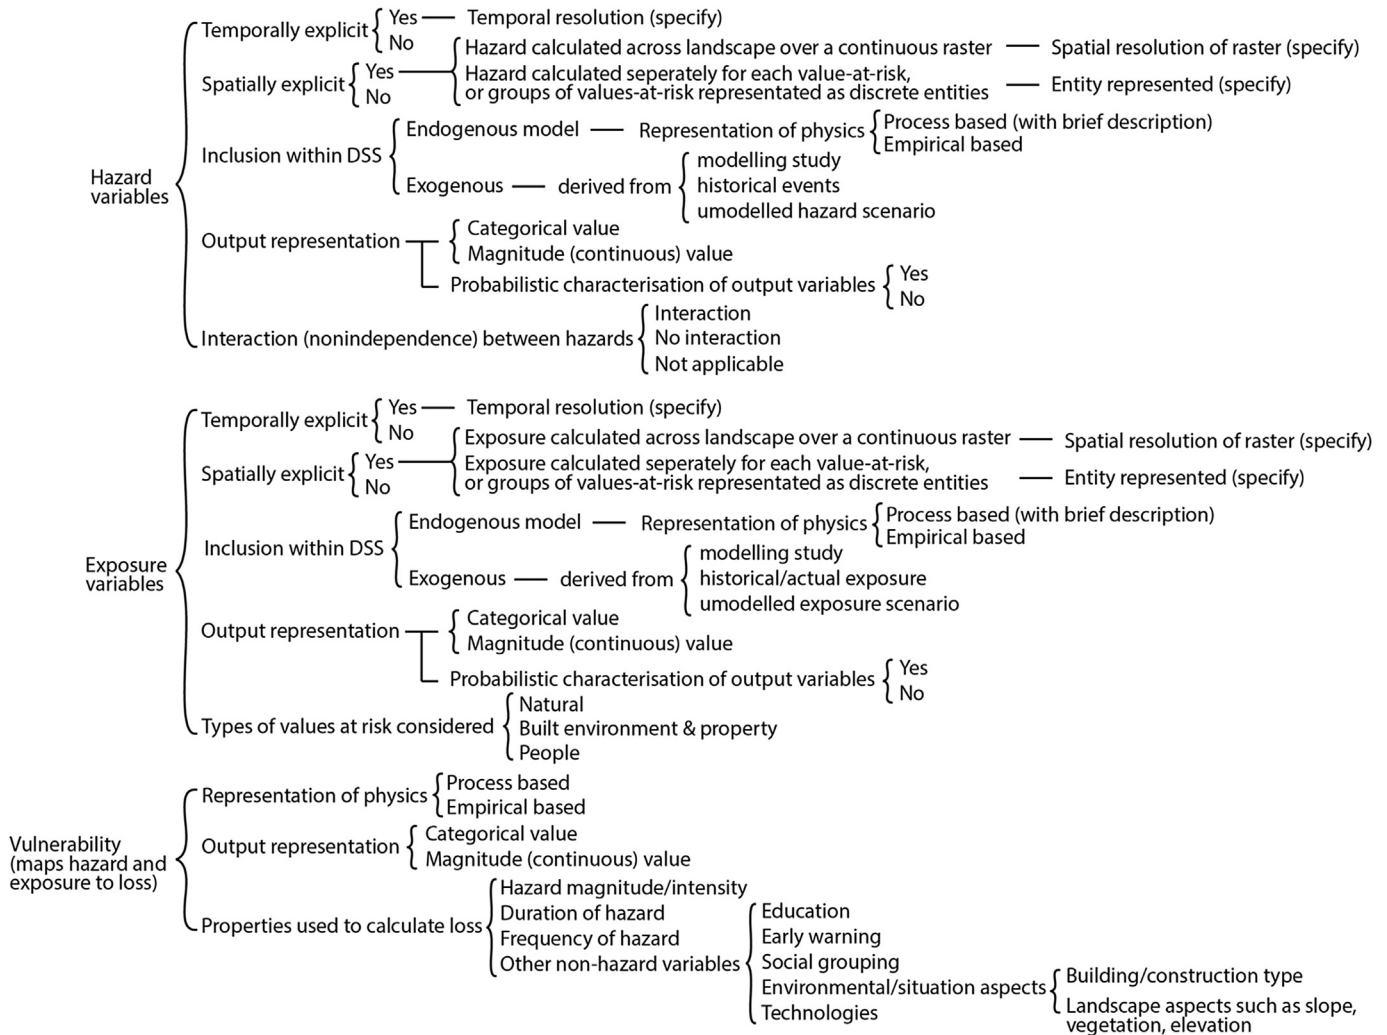 Temporally explicit
Yes
Temporal resolution (specify)
No
Spatially explicit
Yes
No
Hazard calculated across landscape over a continuous raster
Spatial resolution of raster (specify)
Hazard calculated seperately for each value-at-risk,
or groups of values-at-risk representated as discrete entities
Entity represented (specify)
Hazard
variables
Inclusion within DSS
Endogenous model
Representation of physics
Process based (with brief description)
Empirical based
Exogenous
derived from
modelling study
historical events
umodelled hazard scenario
Output representation
Categorical value
Magnitude (continuous) value
Probabilistic characterisation of output variables
Yes
No
Interaction (nonindependence) between hazards
Interaction
No interaction
Not applicable
Temporally explicit
Yes
Temporal resolution (specify)
No
Spatially explicit
Yes
No
Exposure calculated across landscape over a continuous raster
Spatial resolution of raster (specify)
Exposure calculated seperately for each value-at-risk,
or groups of values-at-risk representated as discrete entities
Entity represented (specify)
Exposure
variables
Inclusion within DSS
Endogenous model
Representation of physics
Process based (with brief description)
Empirical based
Exogenous
derived from
modelling study
historical/actual exposure
umodelled exposure scenario
Output representation
Categorical value
Magnitude (continuous) value
Probabilistic characterisation of output variables
Yes
No
Types of values at risk considered
Natural
Built environment & property
People
Vulnerability
(maps hazard and
exposure to loss)
Representation of physics
Process based
Empirical based
Output representation
Categorical value
Magnitude (continuous) value
Properties used to calculate loss
Hazard magnitude/intensity
Duration of hazard
Frequency of hazard
Other non-hazard variables
Education
Early warning
Social grouping
Environmental/situation aspects
Technologies
Building/construction type
Landscape aspects such as slope,
vegetation, elevation